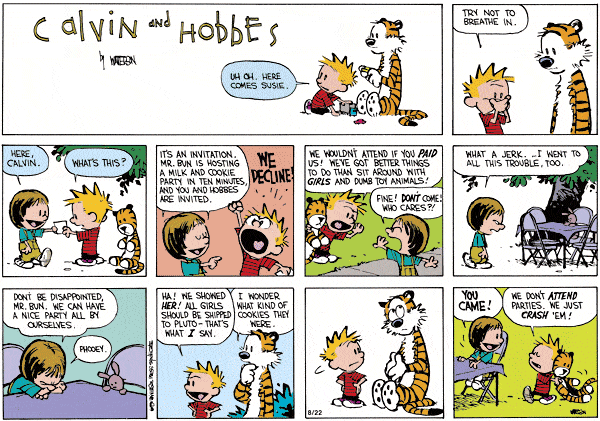 Calvin and Hobbes
by WATTERSON
UH OH. HERE
COMES SUSIE.
TRY NOT TO
BREATHE IN.
HERE,
CALVIN.
WHAT'S THIS?
IT'S AN INVITATION.
MR. BUN IS HOSTING
A MILK AND COOKIE
PARTY IN TEN MINUTES,
AND YOU AND HOBBES
ARE INVITED.
WE
DECLINE!
WE WOULDN'T ATTEND IF YOU PAID
US! WE'VE GOT BETTER THINGS
TO DO THAN SIT AROUND WITH
GIRLS AND DUMB TOY ANIMALS!
FINE! DON'T COME!
WHO CARES?!
WHAT A JERK. ...I WENT TO
ALL THIS TROUBLE, TOO.
DON'T BE DISAPPOINTED,
MR. BUN. WE CAN HAVE
A NICE PARTY ALL BY
OURSELVES.
PHOOEY.
HA! WE SHOWED
HER! ALL GIRLS
SHOULD BE SHIPPED
TO PLUTO--THAT'S
WHAT I SAY.
I WONDER
WHAT KIND OF
COOKIES THEY
WERE.
8/22
YOU
CAME!
WE DON'T ATTEND
PARTIES. WE JUST
CRASH 'EM!
WATTERSON